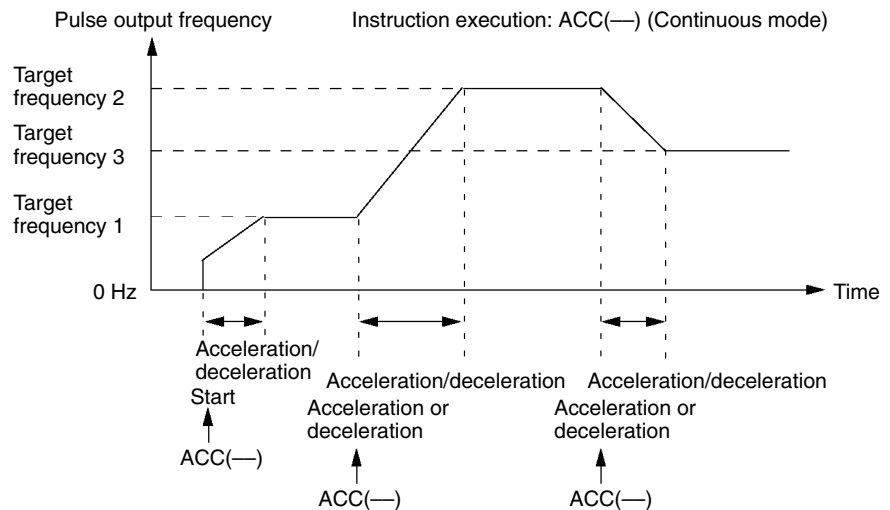 Pulse output frequency
Instruction execution: ACC(—) (Continuous mode)
Target
frequency 2
Target
frequency 3
Target
frequency 1
0 Hz
Time
Acceleration/
deceleration
Start
ACC(—)
Acceleration/deceleration
Acceleration or
deceleration
ACC(—)
Acceleration/deceleration
Acceleration or
deceleration
ACC(—)